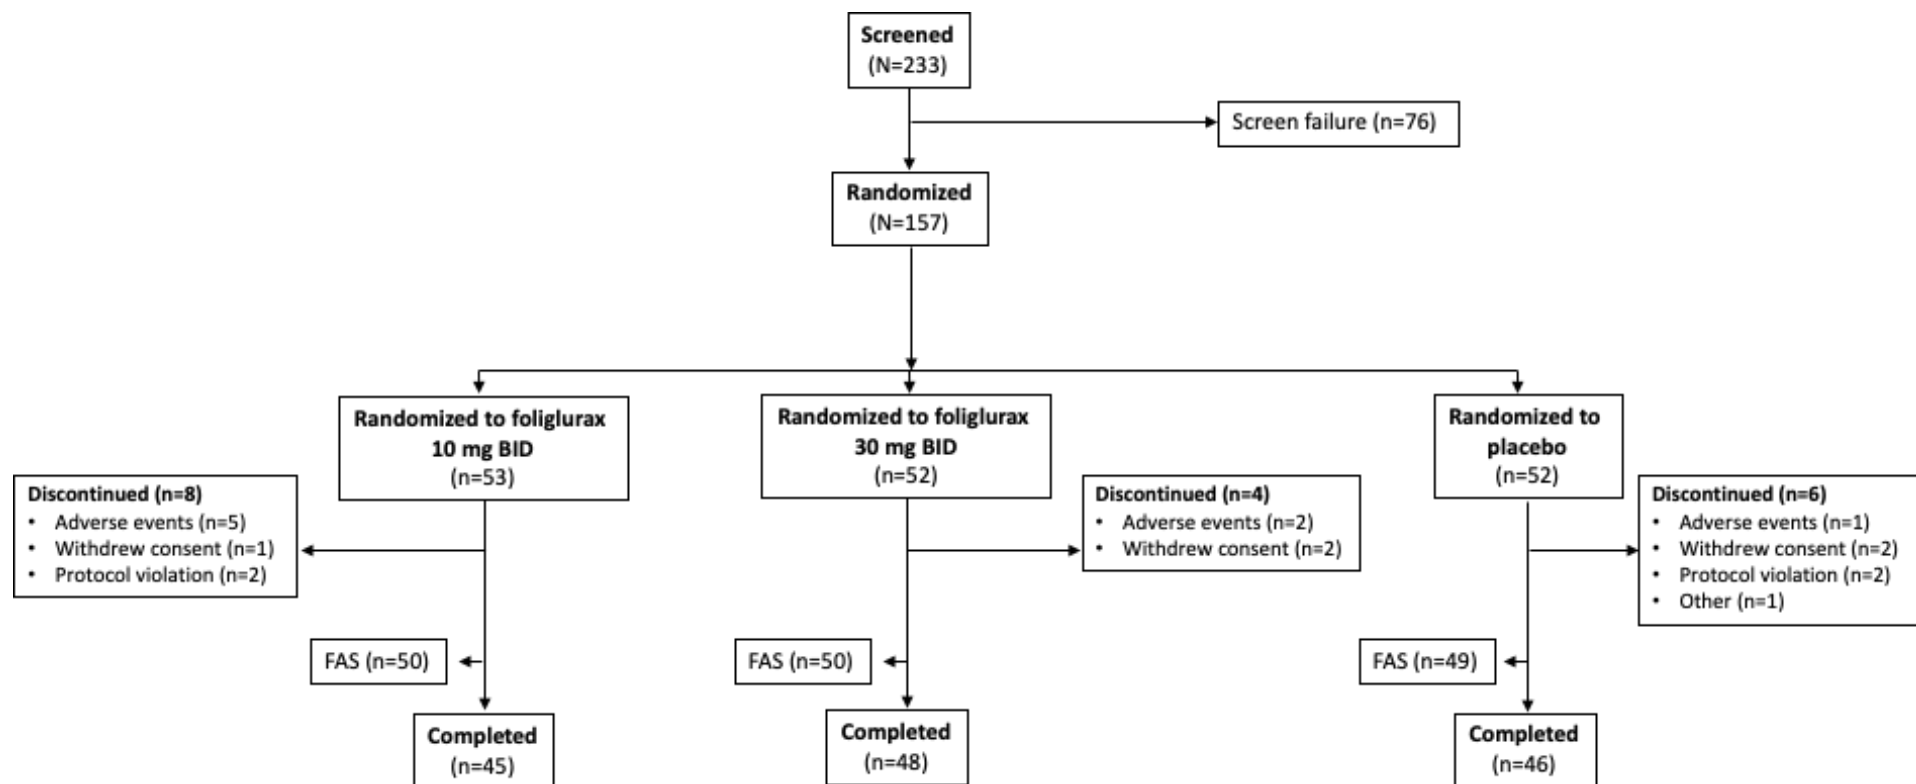 Screened
(N=233)
Screen failure (n=76)
Randomized
(N=157)
Randomized to foliglurax
10 mg BID
(n=53)
Randomized to foliglurax
30 mg BID
(n=52)
Randomized to
placebo
(n=52)
Discontinued (n=8)
• Adverse events (n=5)
• Withdrew consent (n=1)
• Protocol violation (n=2)
Discontinued (n=4)
• Adverse events (n=2)
• Withdrew consent (n=2)
Discontinued (n=6)
• Adverse events (n=1)
• Withdrew consent (n=2)
• Protocol violation (n=2)
• Other (n=1)
FAS (n=50)
FAS (n=50)
FAS (n=49)
Completed
(n=45)
Completed
(n=48)
Completed
(n=46)